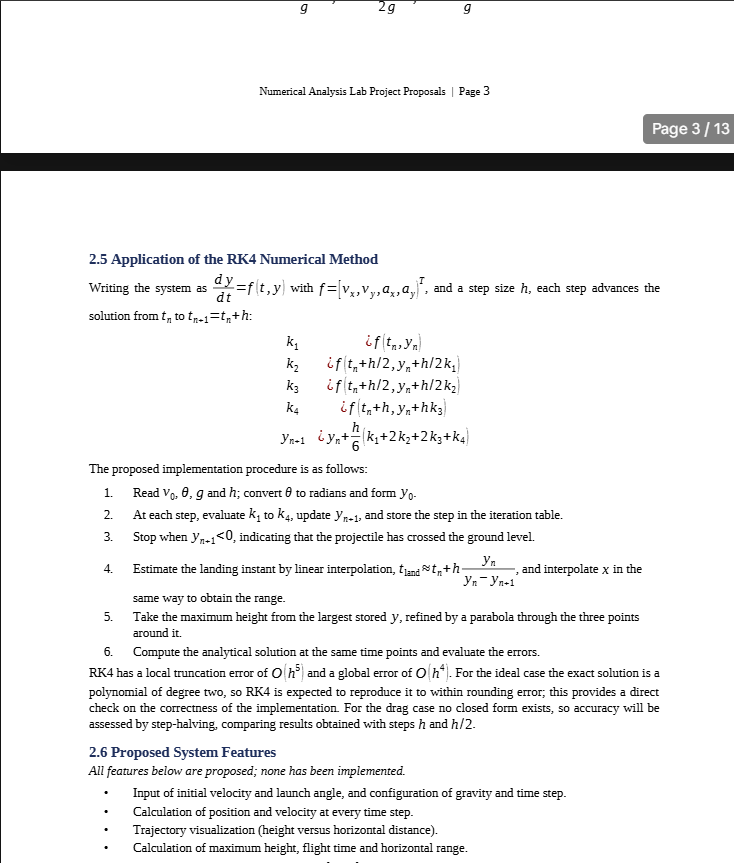 g , 2g , g
Numerical Analysis Lab Project Proposals | Page 3
Page 3 / 13
2.5 Application of the RK4 Numerical Method
Writing the system as dy/dt=f(t,y) with f=[vₓ,v_y,aₓ,a_y]ᵀ, and a step size h, each step advances the
solution from tₙ to tₙ₊₁=tₙ+h:
k₁ ¿f(tₙ,yₙ)
k₂ ¿f(tₙ+h/2,yₙ+h/2k₁)
k₃ ¿f(tₙ+h/2,yₙ+h/2k₂)
k₄ ¿f(tₙ+h,yₙ+hk₃)
yₙ₊₁ ¿yₙ+h/6(k₁+2k₂+2k₃+k₄)
The proposed implementation procedure is as follows:
1. Read v₀, θ, g and h; convert θ to radians and form y₀.
2. At each step, evaluate k₁ to k₄, update yₙ₊₁, and store the step in the iteration table.
3. Stop when yₙ₊₁<0, indicating that the projectile has crossed the ground level.
4. Estimate the landing instant by linear interpolation, t_land≈tₙ+h yₙ/(yₙ−yₙ₊₁), and interpolate x in the
same way to obtain the range.
5. Take the maximum height from the largest stored y, refined by a parabola through the three points
around it.
6. Compute the analytical solution at the same time points and evaluate the errors.
RK4 has a local truncation error of O(h⁵) and a global error of O(h⁴). For the ideal case the exact solution is a
polynomial of degree two, so RK4 is expected to reproduce it to within rounding error; this provides a direct
check on the correctness of the implementation. For the drag case no closed form exists, so accuracy will be
assessed by step-halving, comparing results obtained with steps h and h/2.
2.6 Proposed System Features
All features below are proposed; none has been implemented.
• Input of initial velocity and launch angle, and configuration of gravity and time step.
• Calculation of position and velocity at every time step.
• Trajectory visualization (height versus horizontal distance).
• Calculation of maximum height, flight time and horizontal range.